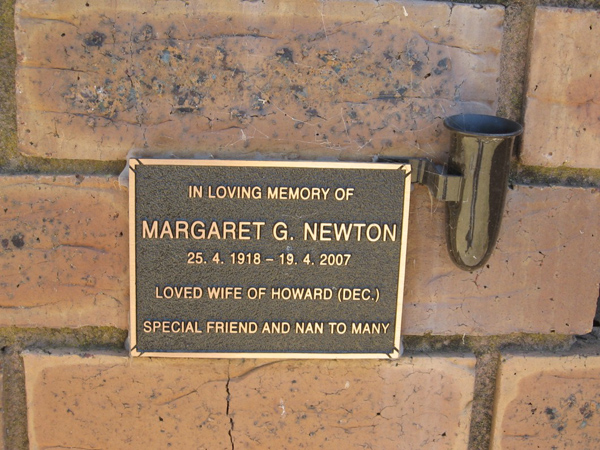 IN LOVING MEMORY OF
MARGARET G. NEWTON
25. 4. 1918 – 19. 4. 2007
LOVED WIFE OF HOWARD (DEC.)
SPECIAL FRIEND AND NAN TO MANY